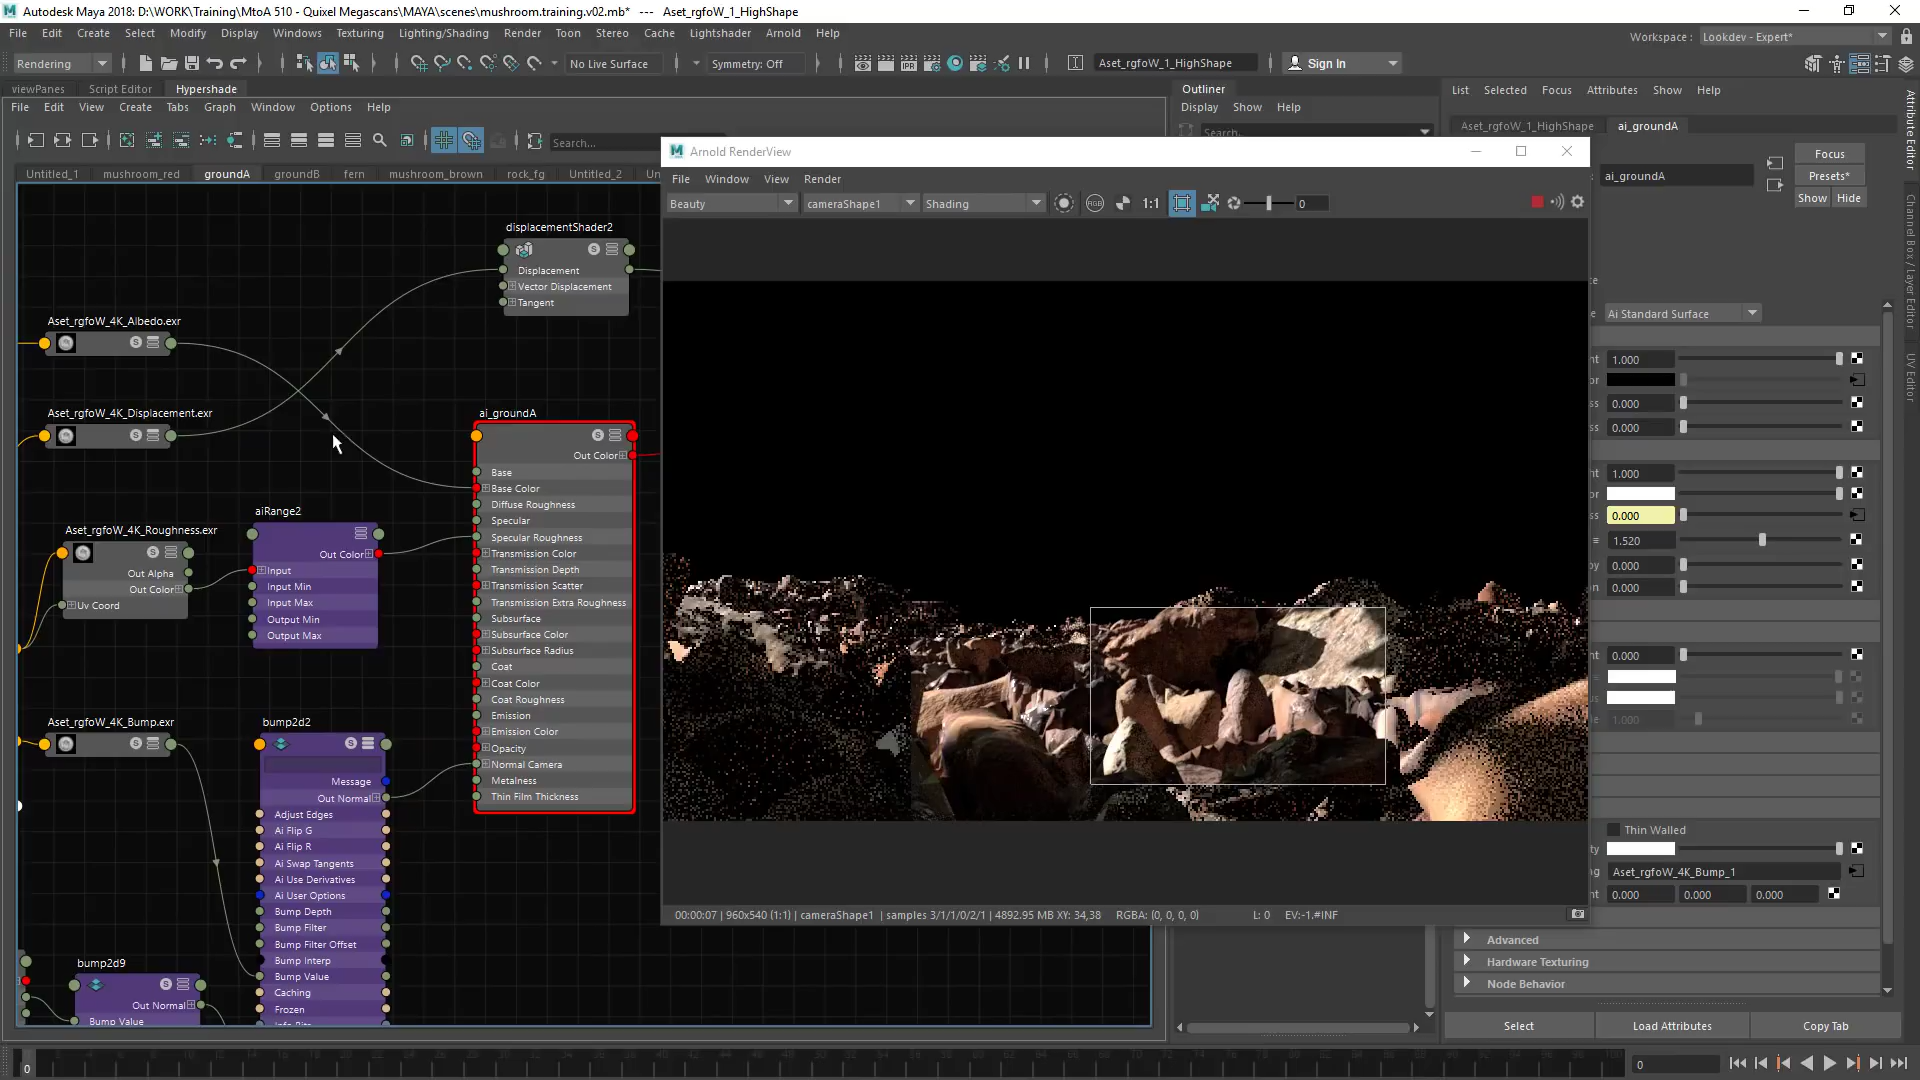 Autodesk Maya 2018: D:\WORK\Training\MtoA 510 - Quixel Megascans\MAYA\scenes\mushroom.training.v02.mb* --- Aset_rgfoW_1_HighShape
File Edit Create Select Modify Display Windows Texturing Lighting/Shading Render Toon Stereo Cache Lightshader Arnold Help
Workspace : Lookdev - Expert*
Rendering No Live Surface Symmetry: Off Aset_rgfoW_1_HighShape Sign In
viewPanes Script Editor Hypershade
File Edit View Create Tabs Graph Window Options Help
Search...
Untitled_1 mushroom_red groundA groundB fern mushroom_brown rock_fg Untitled_2 Un
Outliner
Display Show Help
Search...
List Selected Focus Attributes Show Help
Aset_rgfoW_1_HighShape ai_groundA
ai_groundA
Focus
Presets*
Show Hide
Attribute Editor
Channel Box / Layer Editor
UV Editor
displacementShader2
Displacement
Vector Displacement
Tangent
Aset_rgfoW_4K_Albedo.exr
Aset_rgfoW_4K_Displacement.exr
Aset_rgfoW_4K_Roughness.exr
Out Alpha
Out Color
Uv Coord
aiRange2
Out Color
Input
Input Min
Input Max
Output Min
Output Max
Aset_rgfoW_4K_Bump.exr
bump2d2
Message
Out Normal
Adjust Edges
Ai Flip G
Ai Flip R
Ai Swap Tangents
Ai Use Derivatives
Ai User Options
Bump Depth
Bump Filter
Bump Filter Offset
Bump Interp
Bump Value
Caching
Frozen
bump2d9
Out Normal
Bump Value
ai_groundA
Out Color
Base
Base Color
Diffuse Roughness
Specular
Specular Roughness
Transmission Color
Transmission Depth
Transmission Scatter
Transmission Extra Roughness
Subsurface
Subsurface Color
Subsurface Radius
Coat
Coat Color
Coat Roughness
Emission
Emission Color
Opacity
Normal Camera
Metalness
Thin Film Thickness
Arnold RenderView
File Window View Render
Beauty cameraShape1 Shading 1:1 0
00:00:07 | 960x540 (1:1) | cameraShape1 | samples 3/1/1/0/2/1 | 4892.95 MB XY: 34,38 RGBA: (0, 0, 0, 0) L: 0 EV:-1.#INF
Ai Standard Surface
1.000
0.000
0.000
1.000
0.000
1.520
0.000
0.000
0.000
1.000
Thin Walled
Aset_rgfoW_4K_Bump_1
0.000 0.000 0.000
Advanced
Hardware Texturing
Node Behavior
Select Load Attributes Copy Tab
0
0